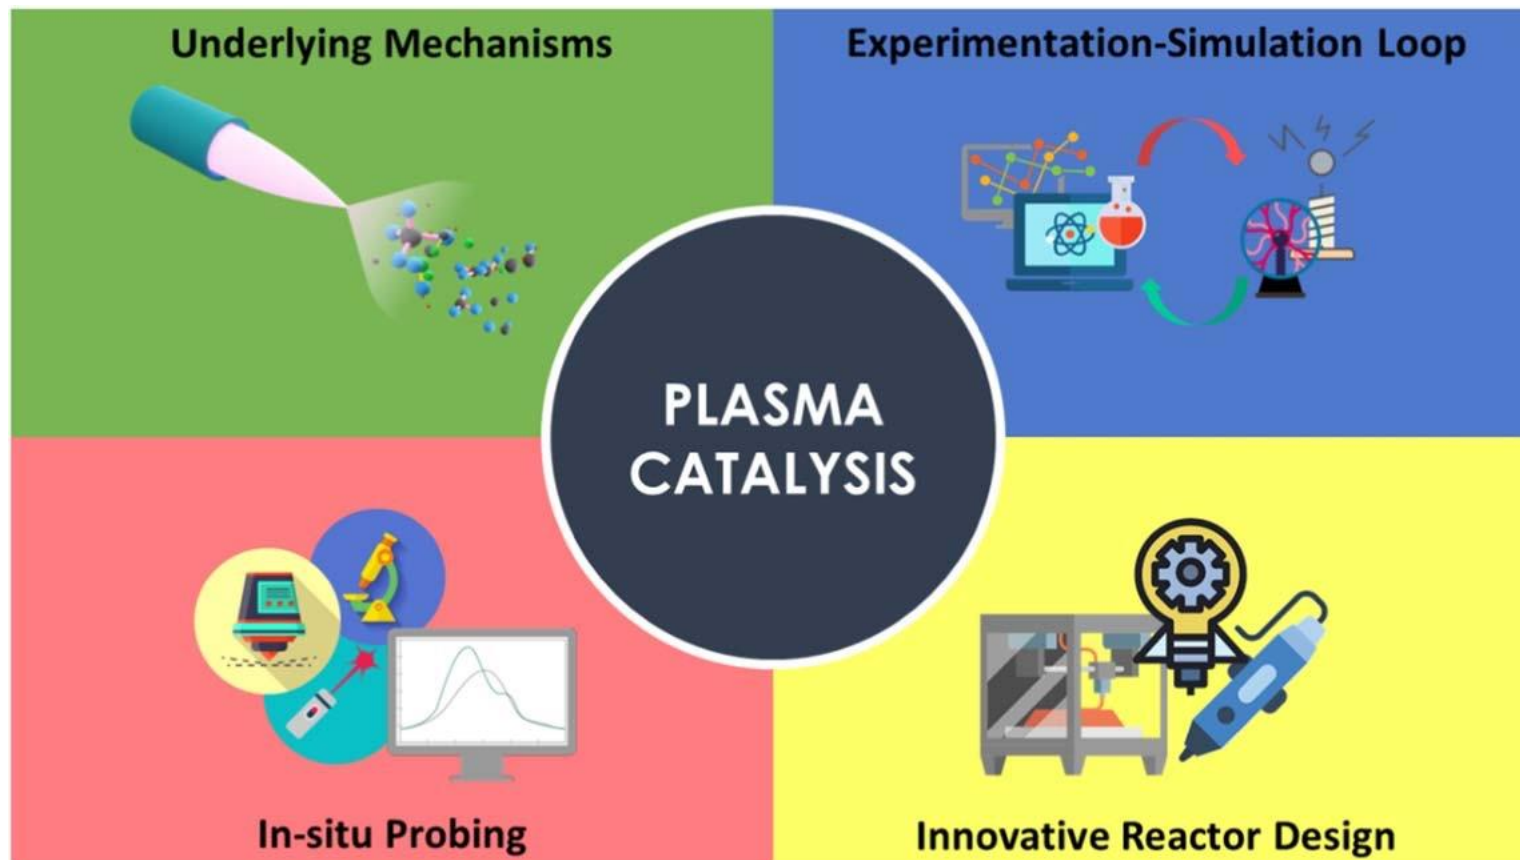 Underlying Mechanisms
Experimentation-Simulation Loop
PLASMA
CATALYSIS
In-situ Probing
Innovative Reactor Design